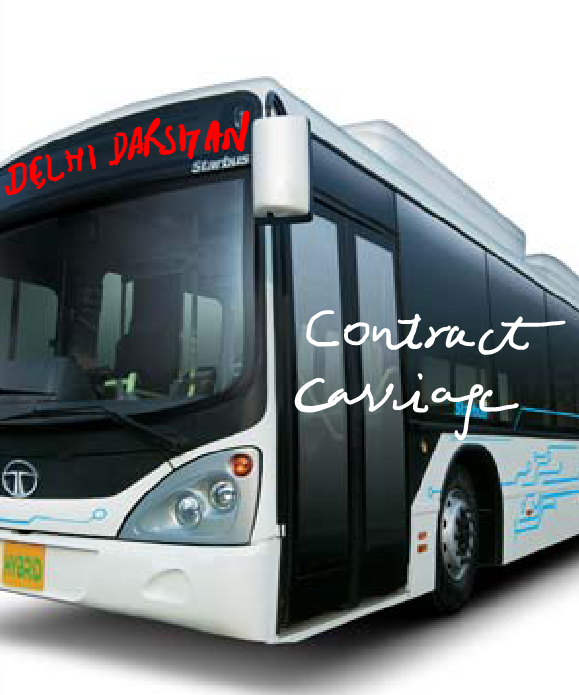 DELHI DARSHAN
Starbus
Contract
Carriage
HYBRID